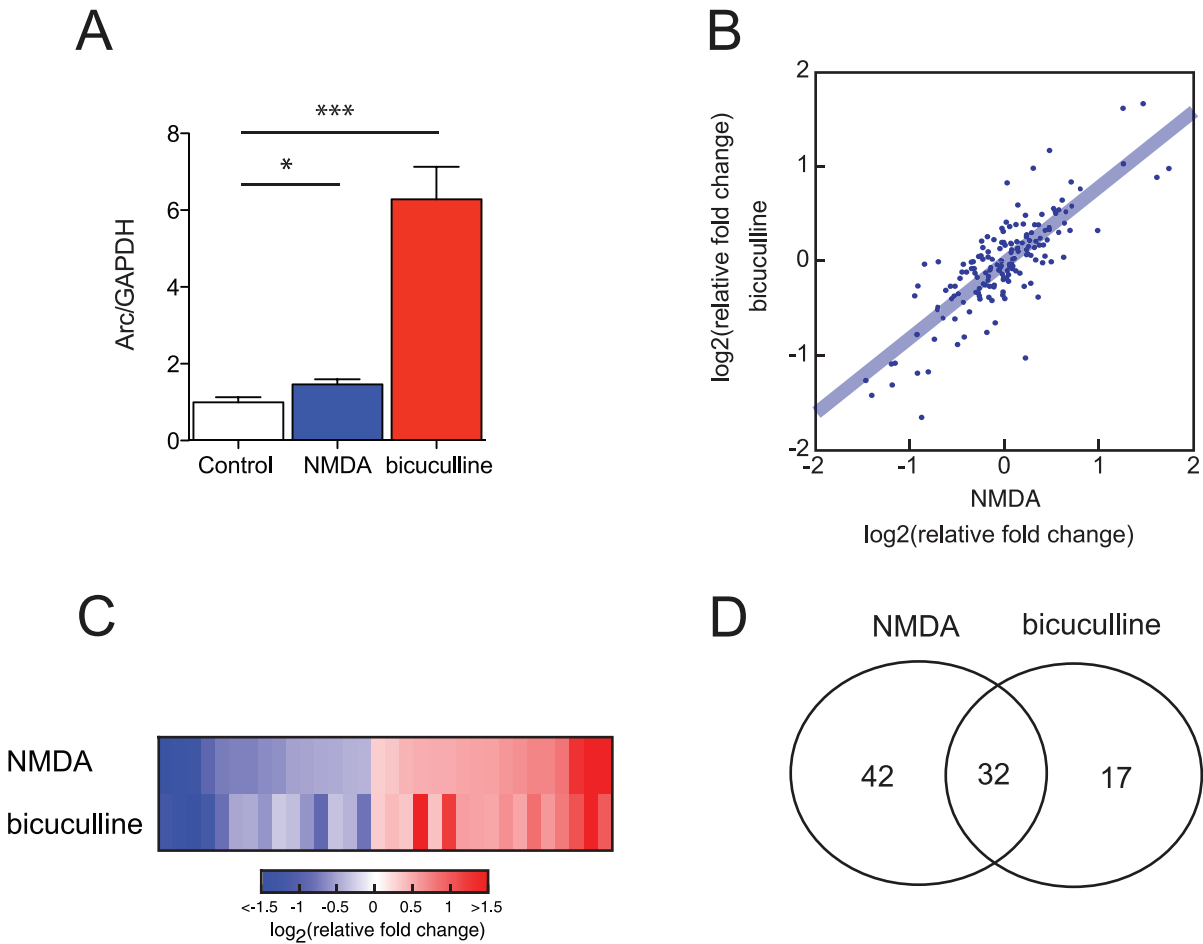 A
***
*
8
6
4
2
0
Arc/GAPDH
Control NMDA bicuculline
B
2
1
0
-1
-2
log2(relative fold change)
bicuculline
-2 -1 0 1 2
NMDA
log2(relative fold change)
C
NMDA
bicuculline
<-1.5 -1 -0.5 0 0.5 1 >1.5
log2(relative fold change)
D
NMDA bicuculline
42 32 17